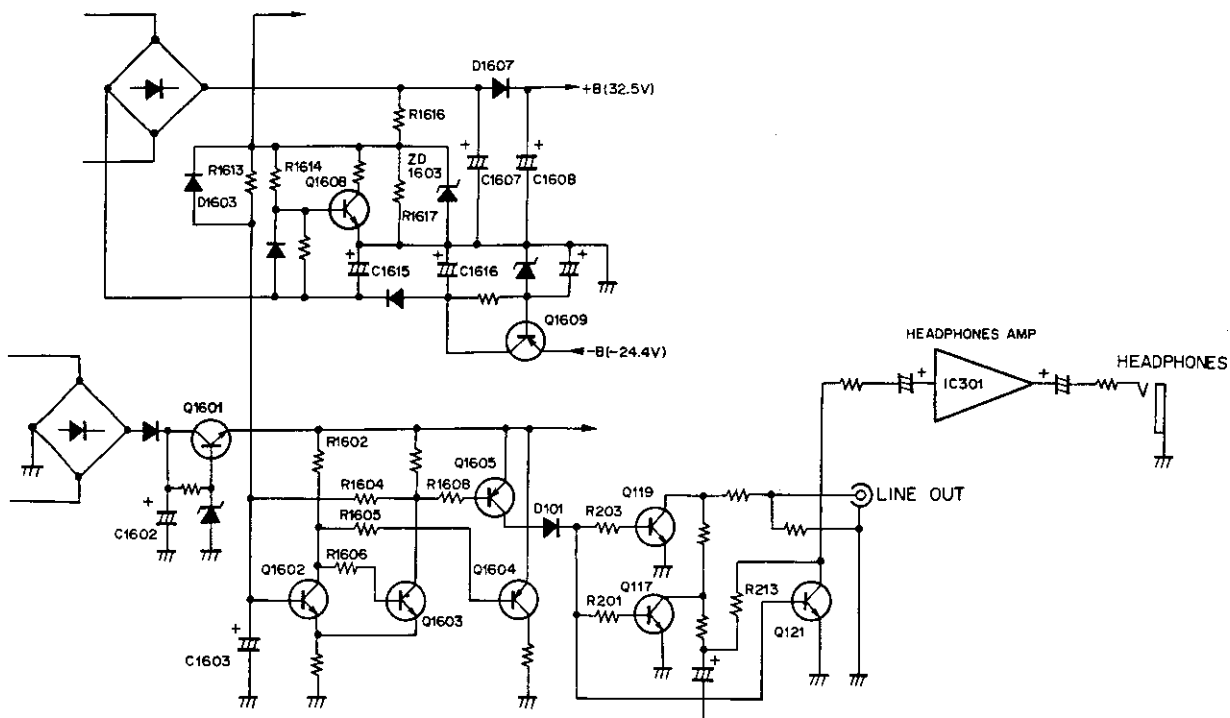 D1607
+B(32.5V)
R1616
R1613
R1614
ZD
1603
Q1608
D1603
R1617
C1607
C1608
+
+
+
+
+
C1615
C1616
Q1609
-B(-24.4V)
HEADPHONES AMP
HEADPHONES
IC301
+
+
Q1601
R1602
Q1605
R1604
R1608
LINE OUT
Q119
D101
R203
R1605
+
C1602
R1606
Q1602
Q1604
Q117
R213
R201
Q1603
Q121
+
C1603
+